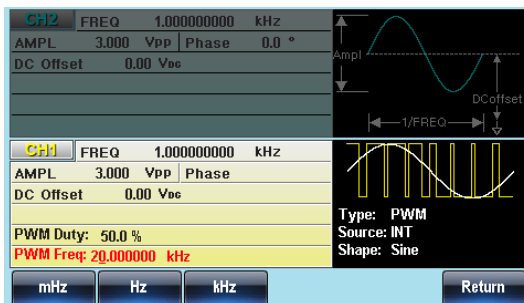 CH2 FREQ 1.000000000 kHz
AMPL 3.000 VPP Phase 0.0 °
DC Offset 0.00 VDC
Ampl
DCoffset
1/FREQ
CH1 FREQ 1.000000000 kHz
AMPL 3.000 VPP Phase
DC Offset 0.00 VDC
PWM Duty: 50.0 %
PWM Freq: 20.000000 kHz
Type: PWM
Source: INT
Shape: Sine
mHz Hz kHz Return